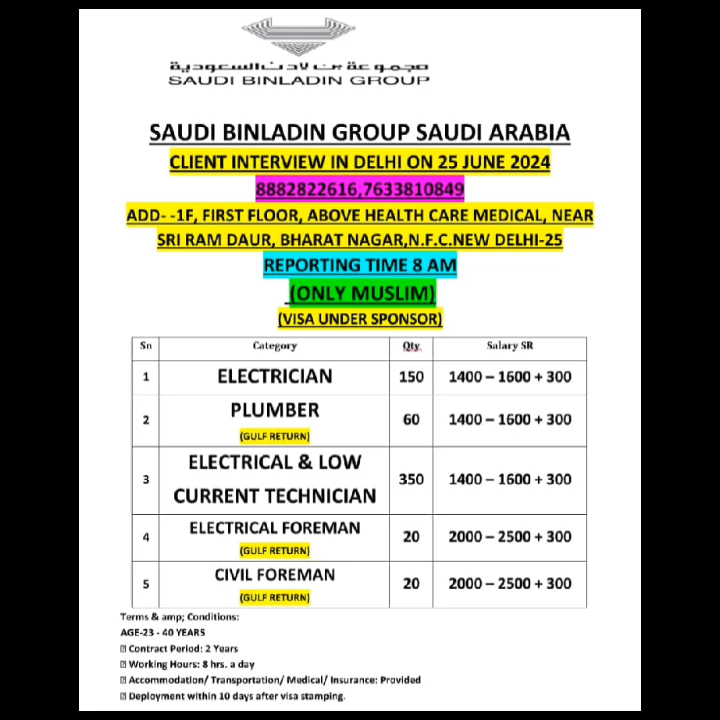 مجموعة بن لادن السعودية
SAUDI BINLADIN GROUP
SAUDI BINLADIN GROUP SAUDI ARABIA
CLIENT INTERVIEW IN DELHI ON 25 JUNE 2024
8882822616,7633810849
ADD- -1F, FIRST FLOOR, ABOVE HEALTH CARE MEDICAL, NEAR
SRI RAM DAUR, BHARAT NAGAR,N.F.C.NEW DELHI-25
REPORTING TIME 8 AM
(ONLY MUSLIM)
(VISA UNDER SPONSOR)
Sn Category Qty. Salary SR
1 ELECTRICIAN 150 1400 – 1600 + 300
2 PLUMBER (GULF RETURN) 60 1400 – 1600 + 300
3 ELECTRICAL & LOW CURRENT TECHNICIAN 350 1400 – 1600 + 300
4 ELECTRICAL FOREMAN (GULF RETURN) 20 2000 – 2500 + 300
5 CIVIL FOREMAN (GULF RETURN) 20 2000 – 2500 + 300
Terms & amp; Conditions:
AGE-23 - 40 YEARS
Contract Period: 2 Years
Working Hours: 8 hrs. a day
Accommodation/ Transportation/ Medical/ Insurance: Provided
Deployment within 10 days after visa stamping.